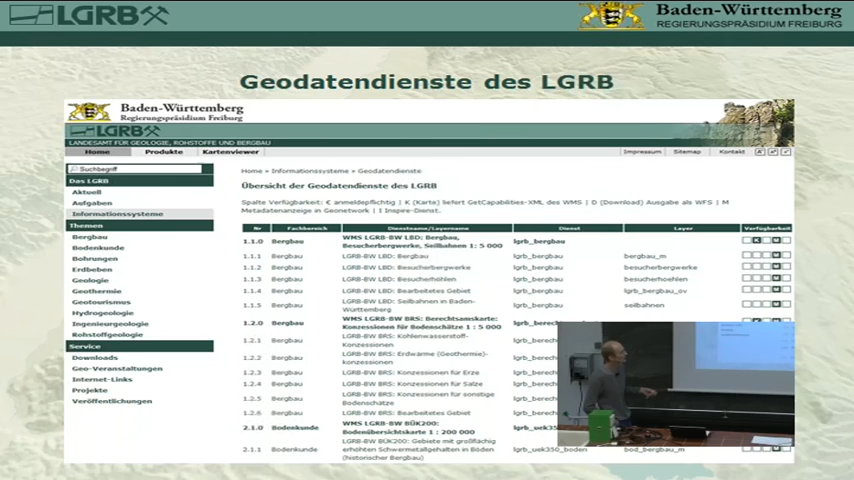 LGRB
Baden-Württemberg
REGIERUNGSPRÄSIDIUM FREIBURG
Geodatendienste des LGRB
Baden-Württemberg
Regierungspräsidium Freiburg
LGRB
LANDESAMT FÜR GEOLOGIE, ROHSTOFFE UND BERGBAU
Home Produkte Kartenviewer Impressum Sitemap Kontakt
Suchbegriff
Das LGRB
Aktuell
Aufgaben
Informationssysteme
Themen
Bergbau
Bodenkunde
Bohrungen
Erdbeben
Geologie
Geothermie
Geotourismus
Hydrogeologie
Ingenieurgeologie
Rohstoffgeologie
Service
Downloads
Geo-Veranstaltungen
Internet-Links
Projekte
Veröffentlichungen
Home » Informationssysteme » Geodatendienste
Übersicht der Geodatendienste des LGRB
Spalte Verfügbarkeit: € anmeldepflichtig | K (Karte) liefert GetCapabilities-XML des WMS | D (Download) Ausgabe als WFS | M
Metadatenanzeige in Geonetwork | I Inspire-Dienst.
Nr Fachbereich Dienstname/Layername Dienst Layer Verfügbarkeit
1.1.0 Bergbau WMS LGRB-BW LBD: Bergbau, Besucherbergwerke, Seilbahnen 1: 5 000 lgrb_bergbau K M
1.1.1 Bergbau LGRB-BW LBD: Bergbau lgrb_bergbau bergbau_m M
1.1.2 Bergbau LGRB-BW LBD: Besucherbergwerke lgrb_bergbau besucherbergwerke M
1.1.3 Bergbau LGRB-BW LBD: Besucherhöhlen lgrb_bergbau besucherhoehlen M
1.1.4 Bergbau LGRB-BW LBD: Bearbeitetes Gebiet lgrb_bergbau lgrb_bergbau_ov M
1.1.5 Bergbau LGRB-BW LBD: Seilbahnen in Baden-Württemberg lgrb_bergbau seilbahnen M
1.2.0 Bergbau WMS LGRB-BW BRS: Berechtsamskarte: Konzessionen für Bodenschätze 1 : 5 000
1.2.1 Bergbau LGRB-BW BRS: Kohlenwasserstoff-Konzessionen
1.2.2 Bergbau LGRB-BW BRS: Erdwärme (Geothermie)-konzessionen
1.2.3 Bergbau LGRB-BW BRS: Konzessionen für Erze
1.2.4 Bergbau LGRB-BW BRS: Konzessionen für Salze
1.2.5 Bergbau LGRB-BW BRS: Konzessionen für sonstige Bodenschätze
1.2.6 Bergbau LGRB-BW BRS: Bearbeitetes Gebiet
2.1.0 Bodenkunde WMS LGRB-BW BÜK200: Bodenübersichtskarte 1 : 200 000
2.1.1 Bodenkunde LGRB-BW BÜK200: Gebiete mit großflächig erhöhten Schwermetallgehalten in Böden (historischer Bergbau) lgrb_uek350_boden bod_bergbau_m M